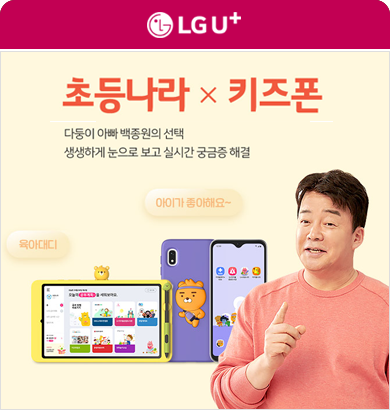 LG U+
초등나라 × 키즈폰
다둥이 아빠 백종원의 선택
생생하게 눈으로 보고 실시간 궁금증 해결
아이가 좋아해요~
육아대디